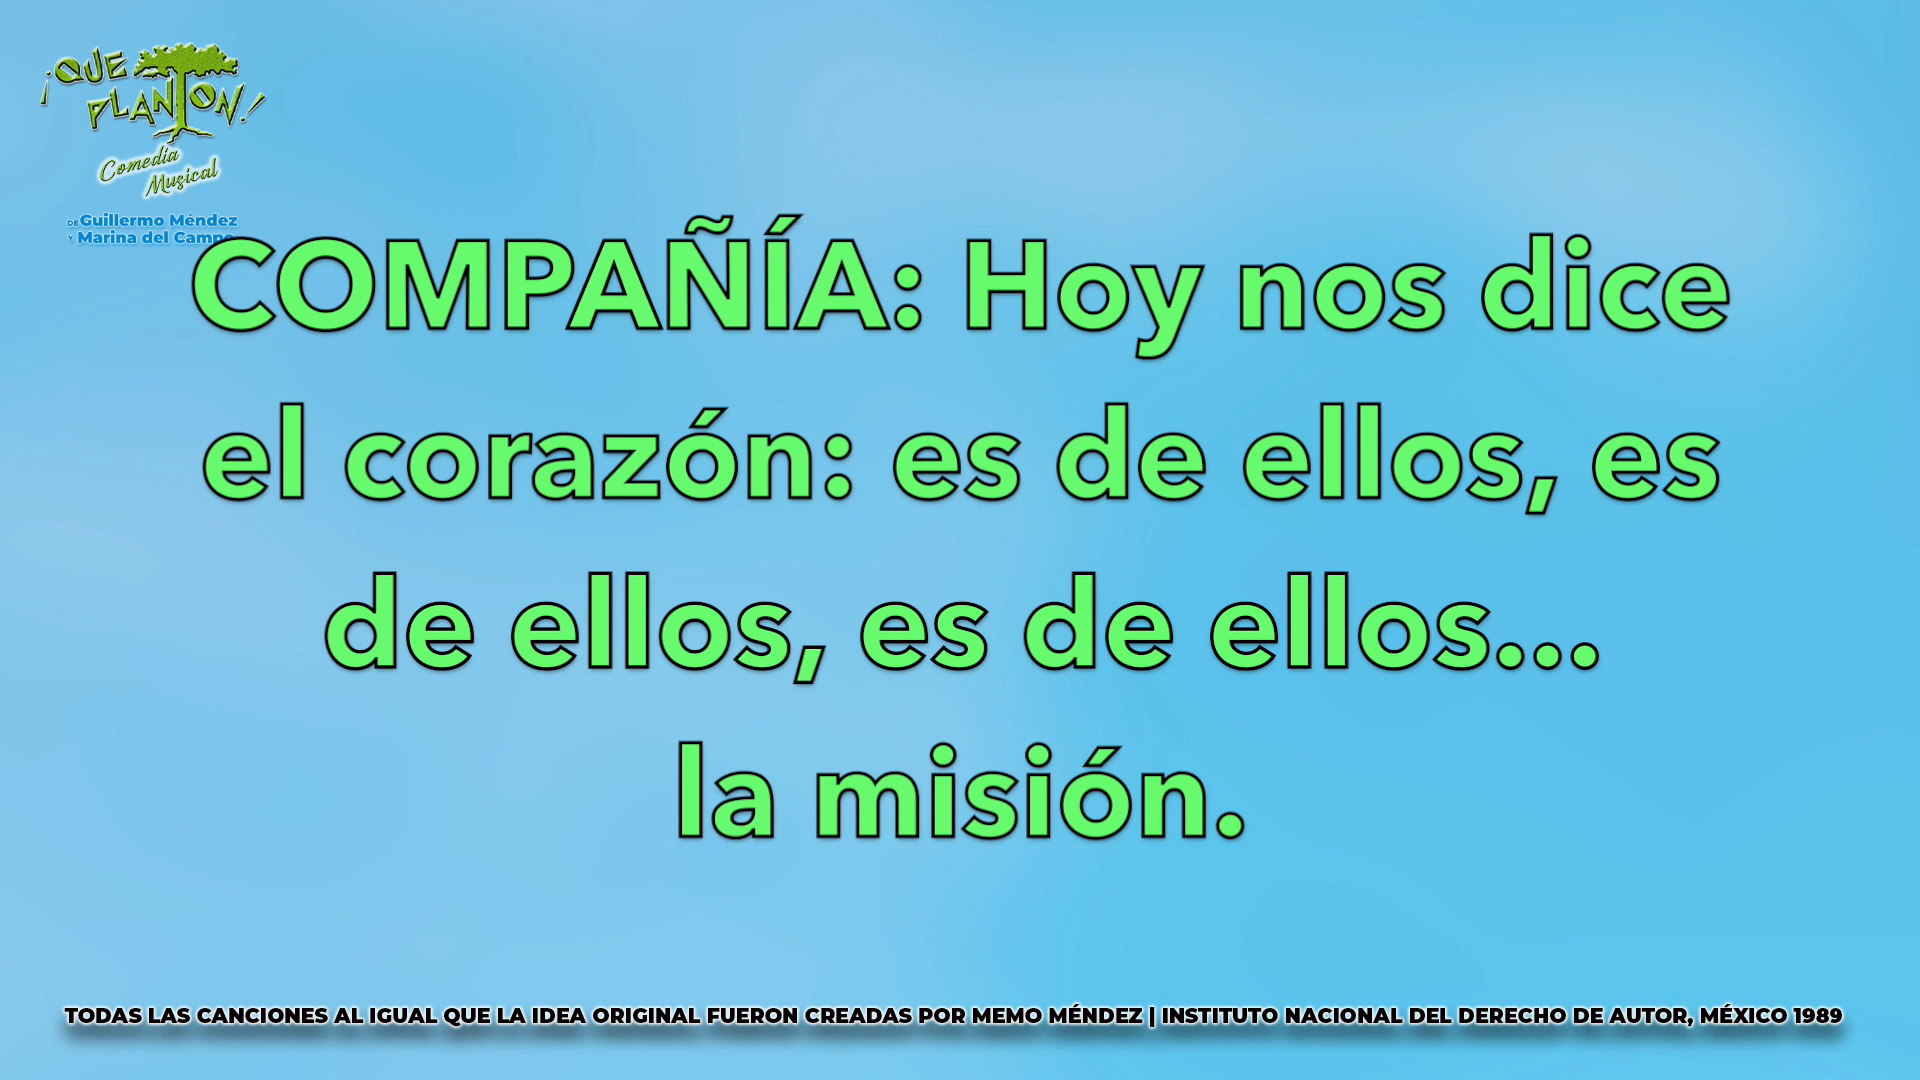 ¡QUE
PLANTON!
Comedia
Musical
DE Guillermo Méndez
Y Marina del Campo
COMPAÑÍA: Hoy nos dice
el corazón: es de ellos, es
de ellos, es de ellos...
la misión.
TODAS LAS CANCIONES AL IGUAL QUE LA IDEA ORIGINAL FUERON CREADAS POR MEMO MÉNDEZ | INSTITUTO NACIONAL DEL DERECHO DE AUTOR, MÉXICO 1989